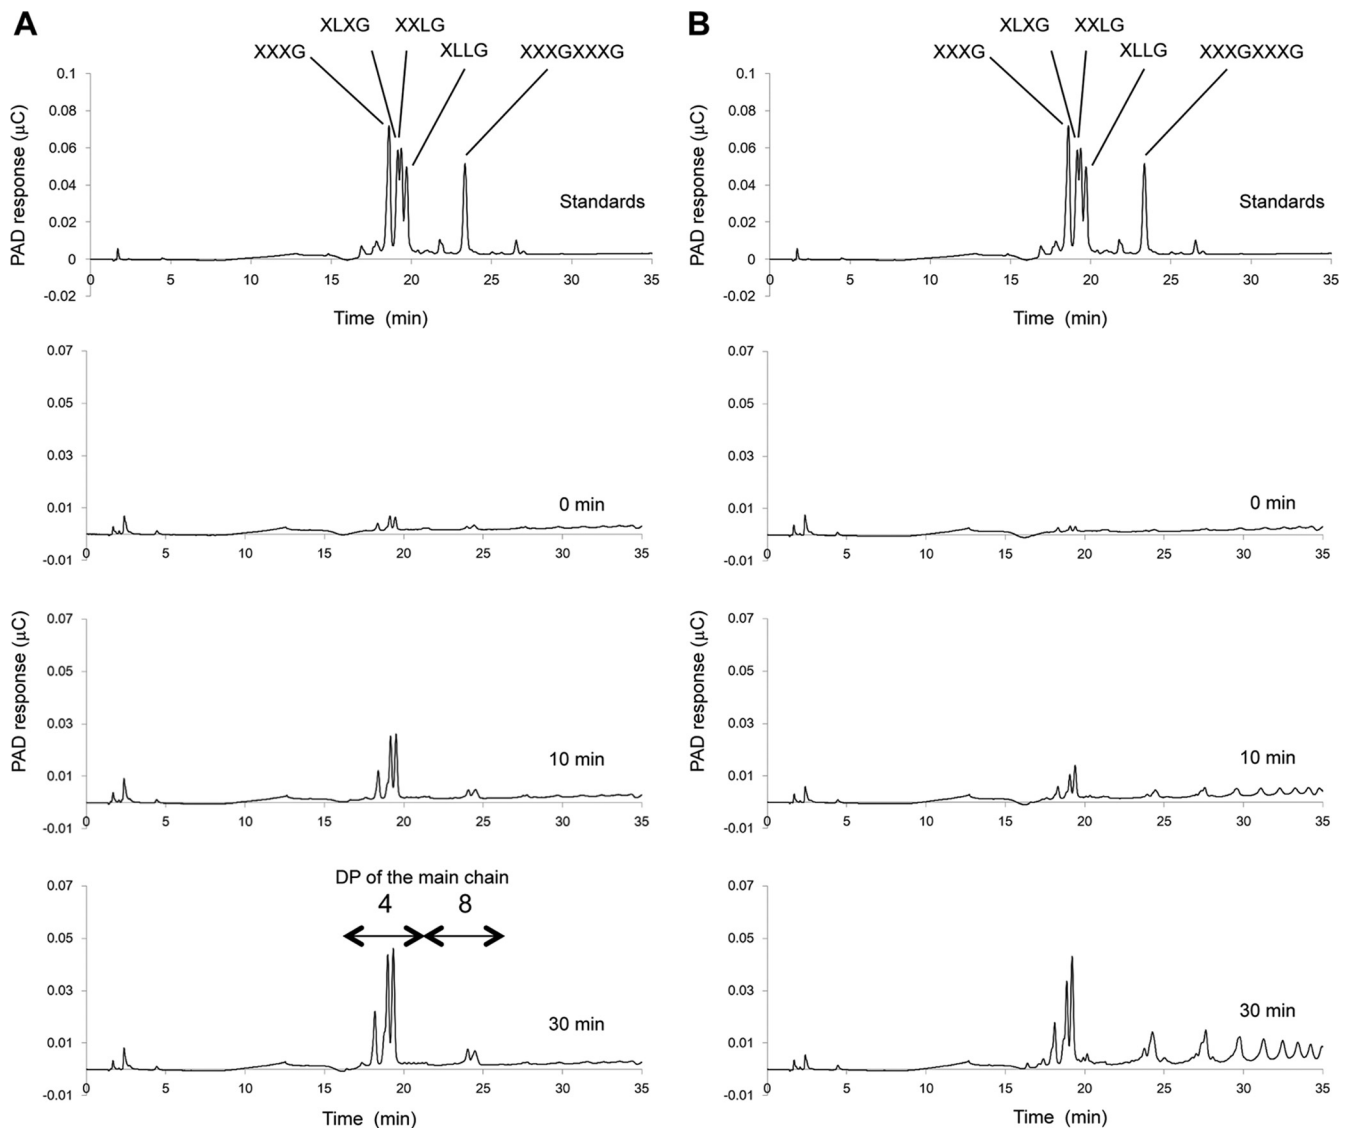 A
XLXG XXLG
XXXG XLLG XXXGXXXG
0.1
0.08
0.06
0.04
0.02
0
-0.02
PAD response (μC)
Standards
0 5 10 15 20 25 30 35
Time (min)
0.07
0.05
0.03
0.01
-0.01
0 min
0 5 10 15 20 25 30 35
0.07
0.05
0.03
0.01
-0.01
PAD response (μC)
10 min
0 5 10 15 20 25 30 35
DP of the main chain
4 8
0.07
0.05
0.03
0.01
-0.01
30 min
0 5 10 15 20 25 30 35
Time (min)
B
XLXG XXLG
XXXG XLLG XXXGXXXG
0.1
0.08
0.06
0.04
0.02
0
-0.02
PAD response (μC)
Standards
0 5 10 15 20 25 30 35
Time (min)
0.07
0.05
0.03
0.01
-0.01
0 min
0 5 10 15 20 25 30 35
0.07
0.05
0.03
0.01
-0.01
PAD response (μC)
10 min
0 5 10 15 20 25 30 35
0.07
0.05
0.03
0.01
-0.01
30 min
0 5 10 15 20 25 30 35
Time (min)